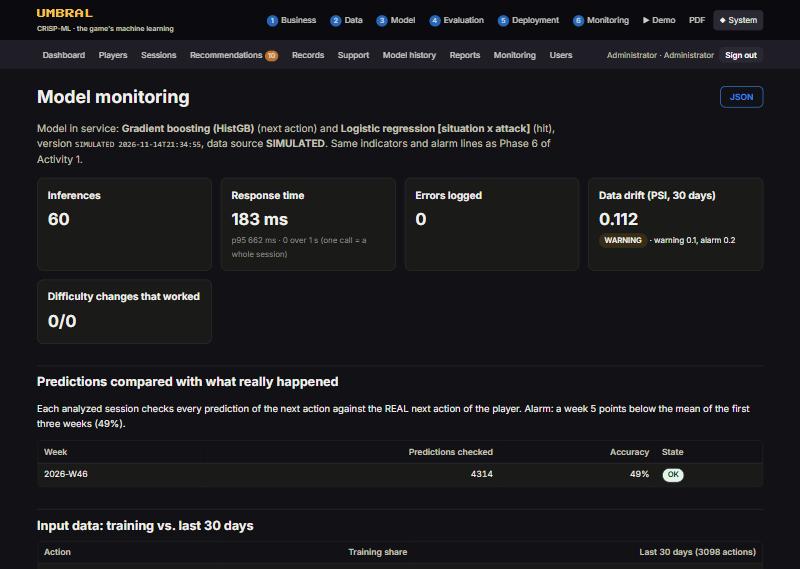 UMBRAL
CRISP-ML · the game's machine learning
1 Business 2 Data 3 Model 4 Evaluation 5 Deployment 6 Monitoring ▶ Demo PDF ◆ System
Dashboard Players Sessions Recommendations 10 Records Support Model history Reports Monitoring Users Administrator · Administrator Sign out
Model monitoring
JSON
Model in service: Gradient boosting (HistGB) (next action) and Logistic regression [situation x attack] (hit),
version SIMULATED 2026-11-14T21:34:55, data source SIMULATED. Same indicators and alarm lines as Phase 6 of
Activity 1.
Inferences
60
Response time
183 ms
p95 662 ms · 0 over 1 s (one call = a
whole session)
Errors logged
0
Data drift (PSI, 30 days)
0.112
WARNING · warning 0.1, alarm 0.2
Difficulty changes that worked
0/0
Predictions compared with what really happened
Each analyzed session checks every prediction of the next action against the REAL next action of the player. Alarm: a week 5 points below the mean of the first
three weeks (49%).
Week Predictions checked Accuracy State
2026-W46 4314 49% OK
Input data: training vs. last 30 days
Action Training share Last 30 days (3098 actions)